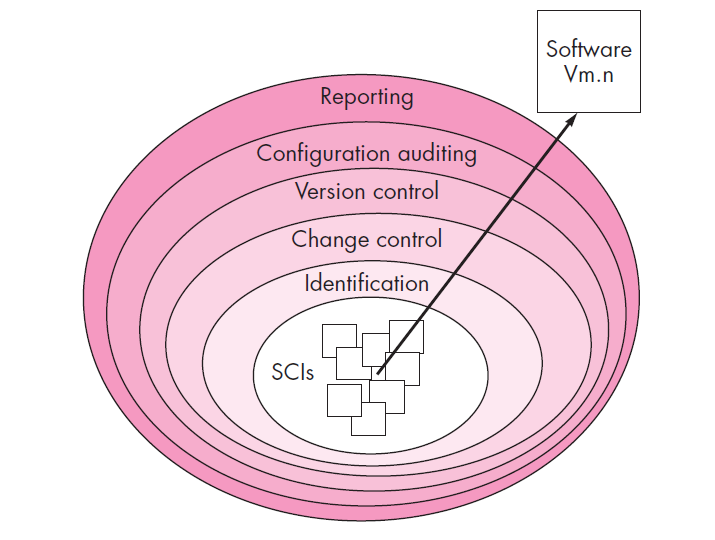 Software
Vm.n
Reporting
Configuration auditing
Version control
Change control
Identification
SCIs